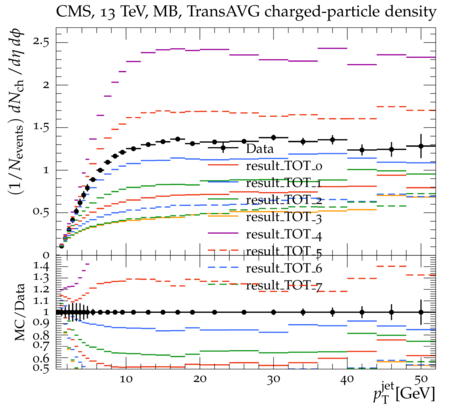 CMS, 13 TeV, MB, TransAVG charged-particle density
(1/N_events) dN_ch/dη dϕ
2.5
2
1.5
1
0.5
0
Data
result_TOT_0
result_TOT_1
result_TOT_2
result_TOT_3
result_TOT_4
result_TOT_5
result_TOT_6
result_TOT_7
MC/Data
1.4
1.3
1.2
1.1
1
0.9
0.8
0.7
0.6
0.5
10 20 30 40 50
p_T^jet [GeV]